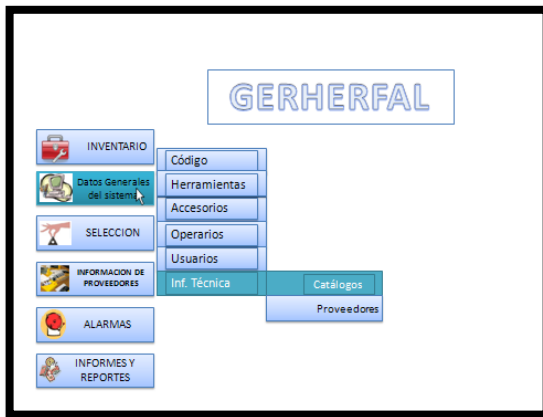 GERHERFAL
INVENTARIO
Datos Generales
del sistema
SELECCION
INFORMACION DE
PROVEEDORES
ALARMAS
INFORMES Y
REPORTES
Código
Herramientas
Accesorios
Operarios
Usuarios
Inf. Técnica
Catálogos
Proveedores